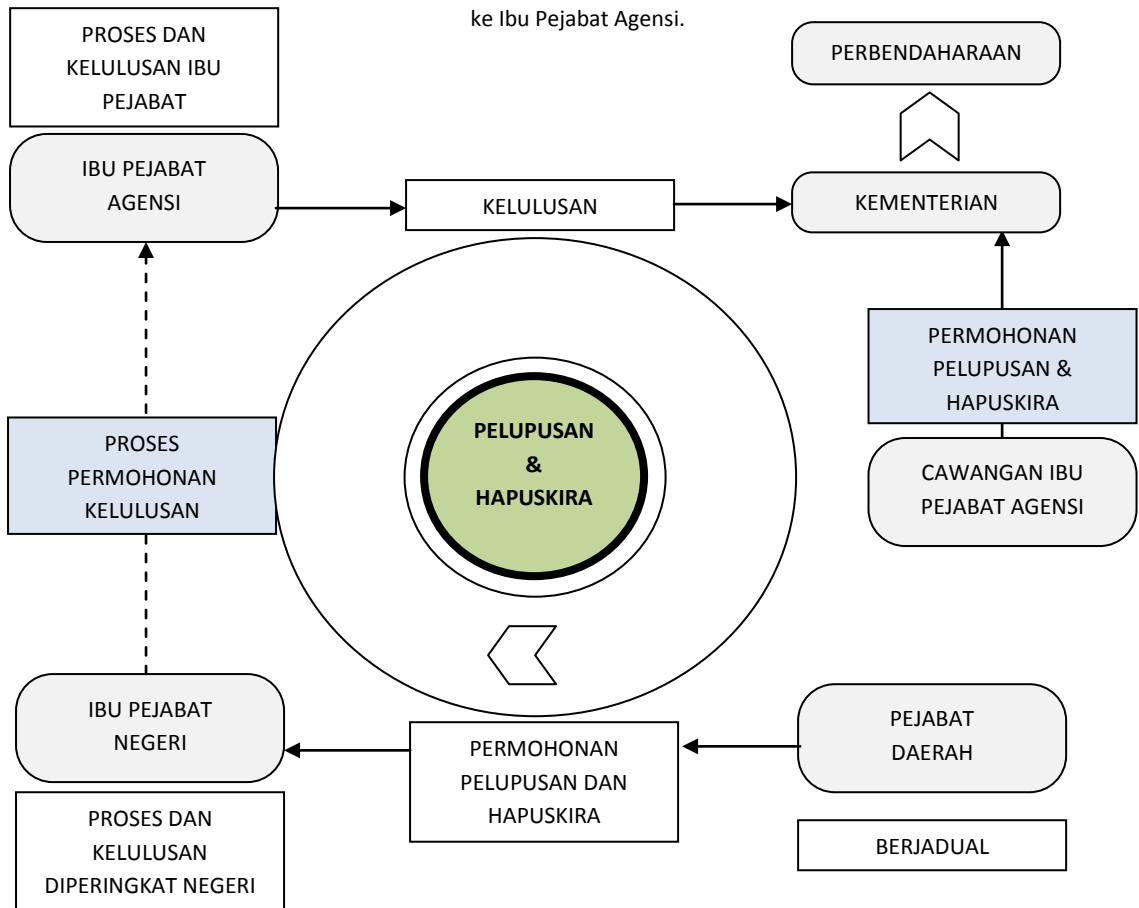 ke Ibu Pejabat Agensi.
PROSES DAN
KELULUSAN IBU
PEJABAT
PERBENDAHARAAN
IBU PEJABAT
AGENSI
KELULUSAN
KEMENTERIAN
PERMOHONAN
PELUPUSAN &
HAPUSKIRA
PROSES
PERMOHONAN
KELULUSAN
PELUPUSAN
&
HAPUSKIRA
CAWANGAN IBU
PEJABAT AGENSI
IBU PEJABAT
NEGERI
PERMOHONAN
PELUPUSAN DAN
HAPUSKIRA
PEJABAT
DAERAH
PROSES DAN
KELULUSAN
DIPERINGKAT NEGERI
BERJADUAL